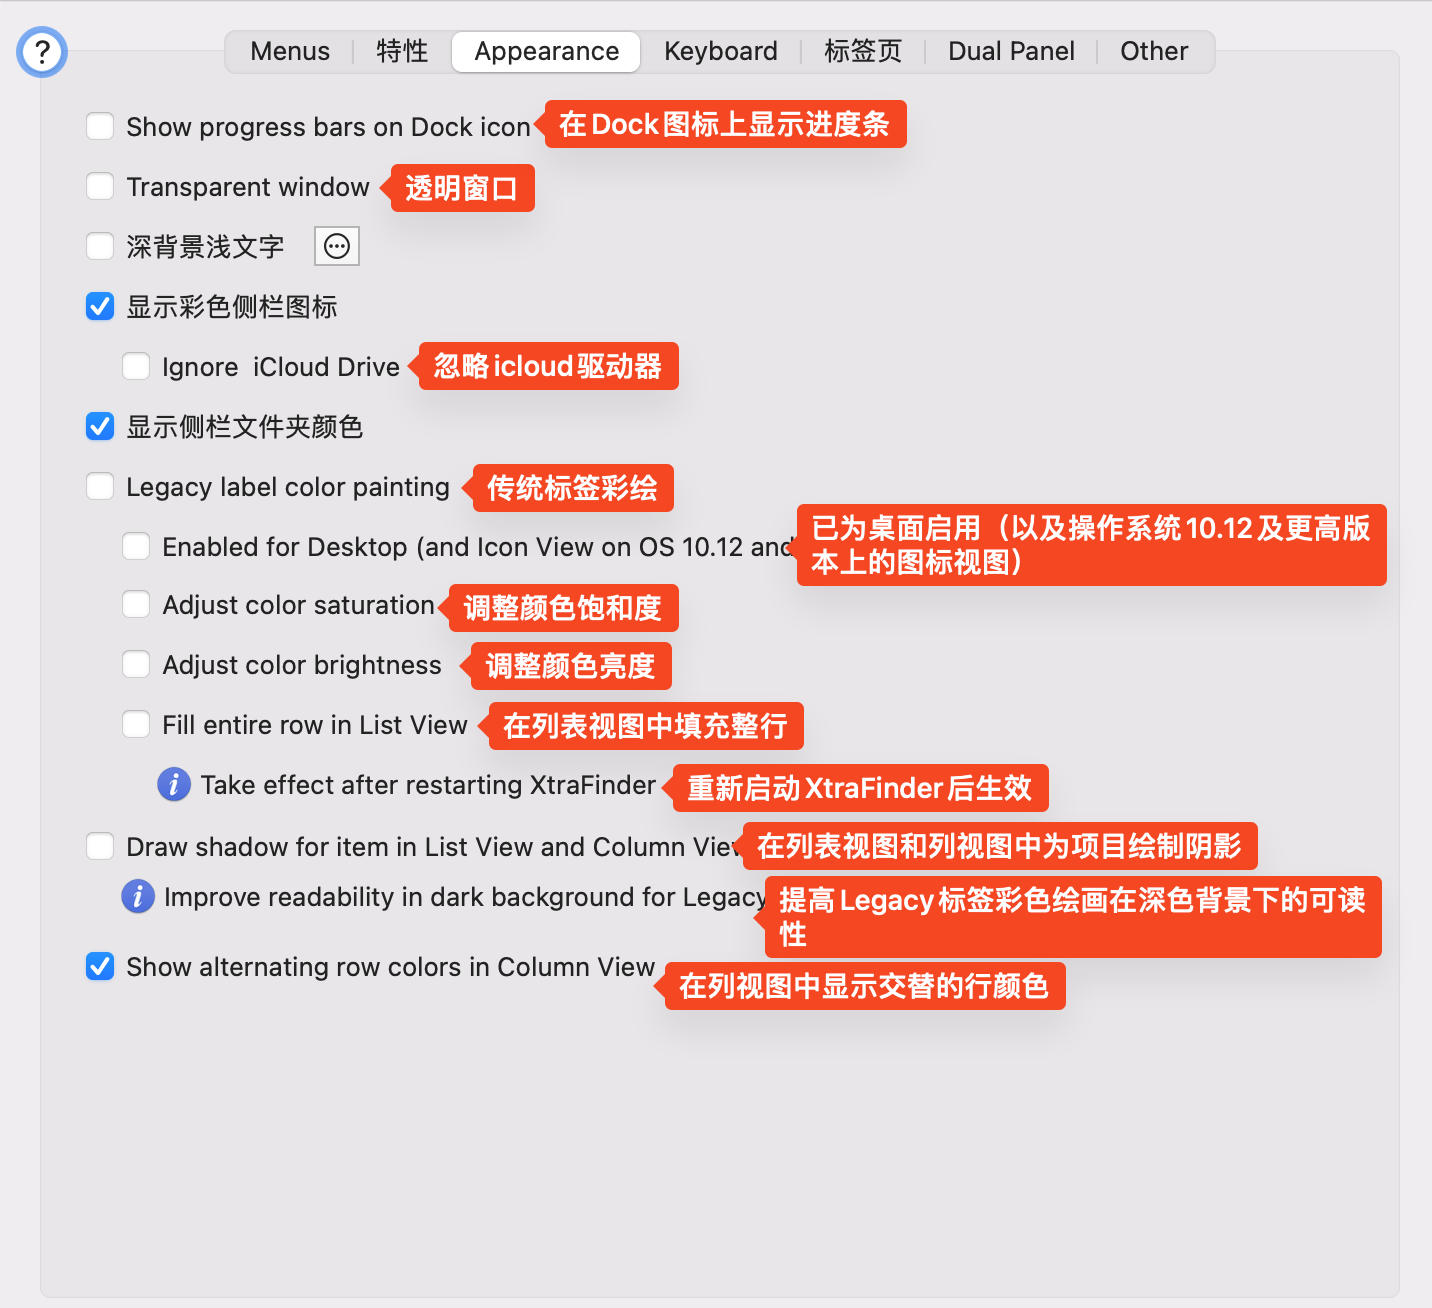 ?
Menus
特性
Appearance
Keyboard
标签页
Dual Panel
Other
Show progress bars on Dock icon
在Dock图标上显示进度条
Transparent window
透明窗口
深背景浅文字
显示彩色侧栏图标
Ignore  iCloud Drive
忽略icloud驱动器
显示侧栏文件夹颜色
Legacy label color painting
传统标签彩绘
Enabled for Desktop (and Icon View on OS 10.12 and
已为桌面启用（以及操作系统10.12及更高版
本上的图标视图）
Adjust color saturation
调整颜色饱和度
Adjust color brightness
调整颜色亮度
Fill entire row in List View
在列表视图中填充整行
Take effect after restarting XtraFinder
重新启动XtraFinder后生效
Draw shadow for item in List View and Column View
在列表视图和列视图中为项目绘制阴影
Improve readability in dark background for Legacy
提高Legacy标签彩色绘画在深色背景下的可读
性
Show alternating row colors in Column View
在列视图中显示交替的行颜色